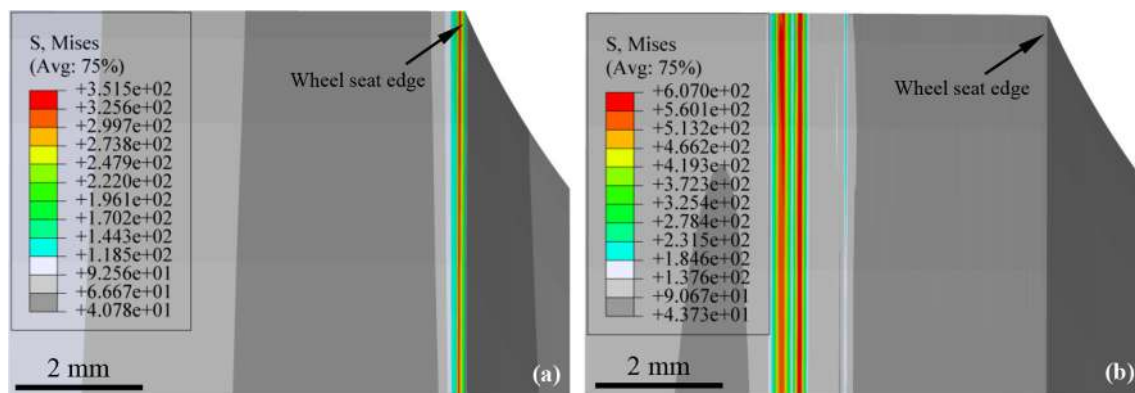 S, Mises
(Avg: 75%)
+3.515e+02
+3.256e+02
+2.997e+02
+2.738e+02
+2.479e+02
+2.220e+02
+1.961e+02
+1.702e+02
+1.443e+02
+1.185e+02
+9.256e+01
+6.667e+01
+4.078e+01
Wheel seat edge
2 mm
(a)
S, Mises
(Avg: 75%)
+6.070e+02
+5.601e+02
+5.132e+02
+4.662e+02
+4.193e+02
+3.723e+02
+3.254e+02
+2.784e+02
+2.315e+02
+1.846e+02
+1.376e+02
+9.067e+01
+4.373e+01
Wheel seat edge
2 mm
(b)